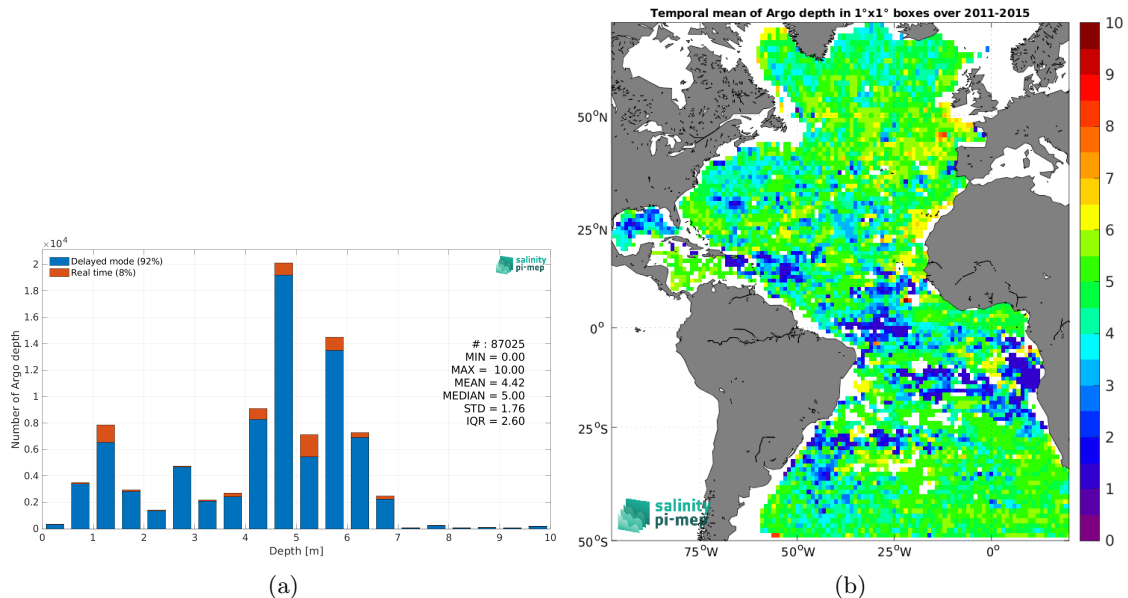 ×10⁴
Delayed mode (92%)
Real time (8%)
salinity
pi-mep
# : 87025
MIN = 0.00
MAX = 10.00
MEAN = 4.42
MEDIAN = 5.00
STD = 1.76
IQR = 2.60
Number of Argo depth
2
1.8
1.6
1.4
1.2
1
0.8
0.6
0.4
0.2
0
0 1 2 3 4 5 6 7 8 9 10
Depth [m]
(a)
Temporal mean of Argo depth in 1°x1° boxes over 2011-2015
50°N
25°N
0°
25°S
50°S
75°W 50°W 25°W 0°
salinity
pi-mep
10
9
8
7
6
5
4
3
2
1
0
(b)